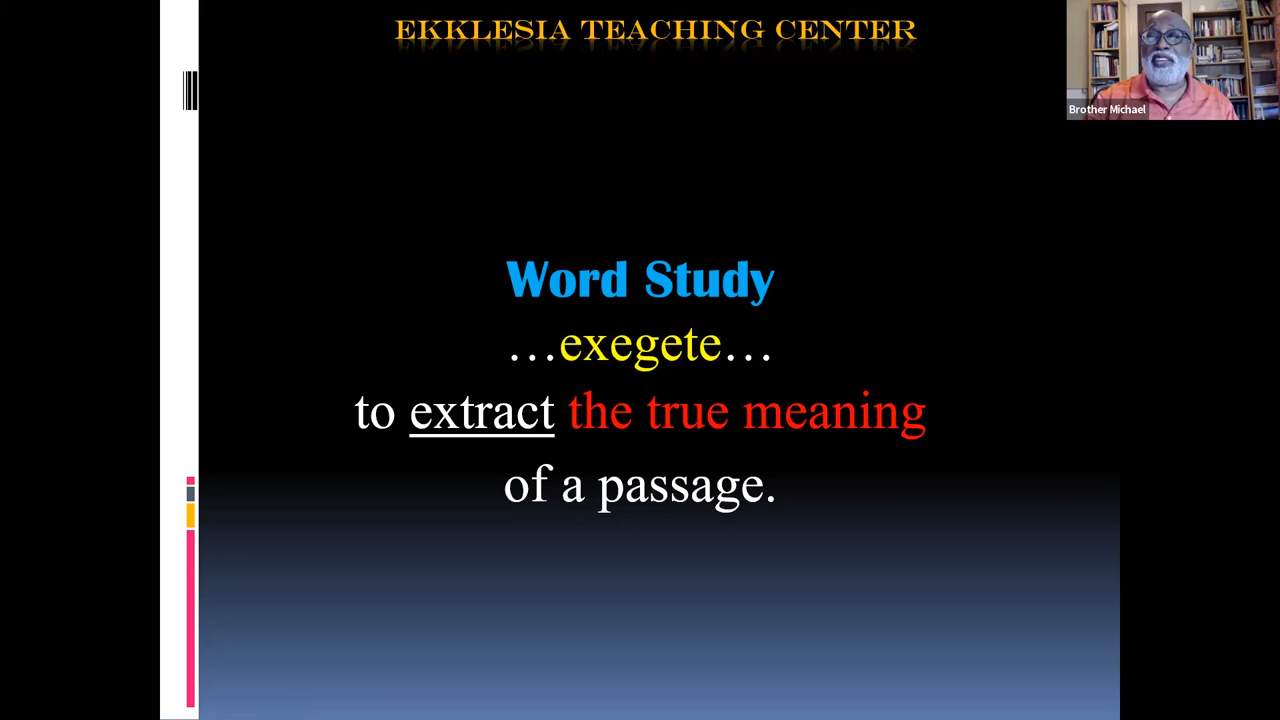 EKKLESIA TEACHING CENTER
Brother Michael
Word Study
...exegete...
to extract the true meaning
of a passage.